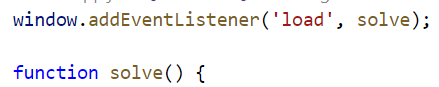 window.addEventListener('load', solve);
function solve() {